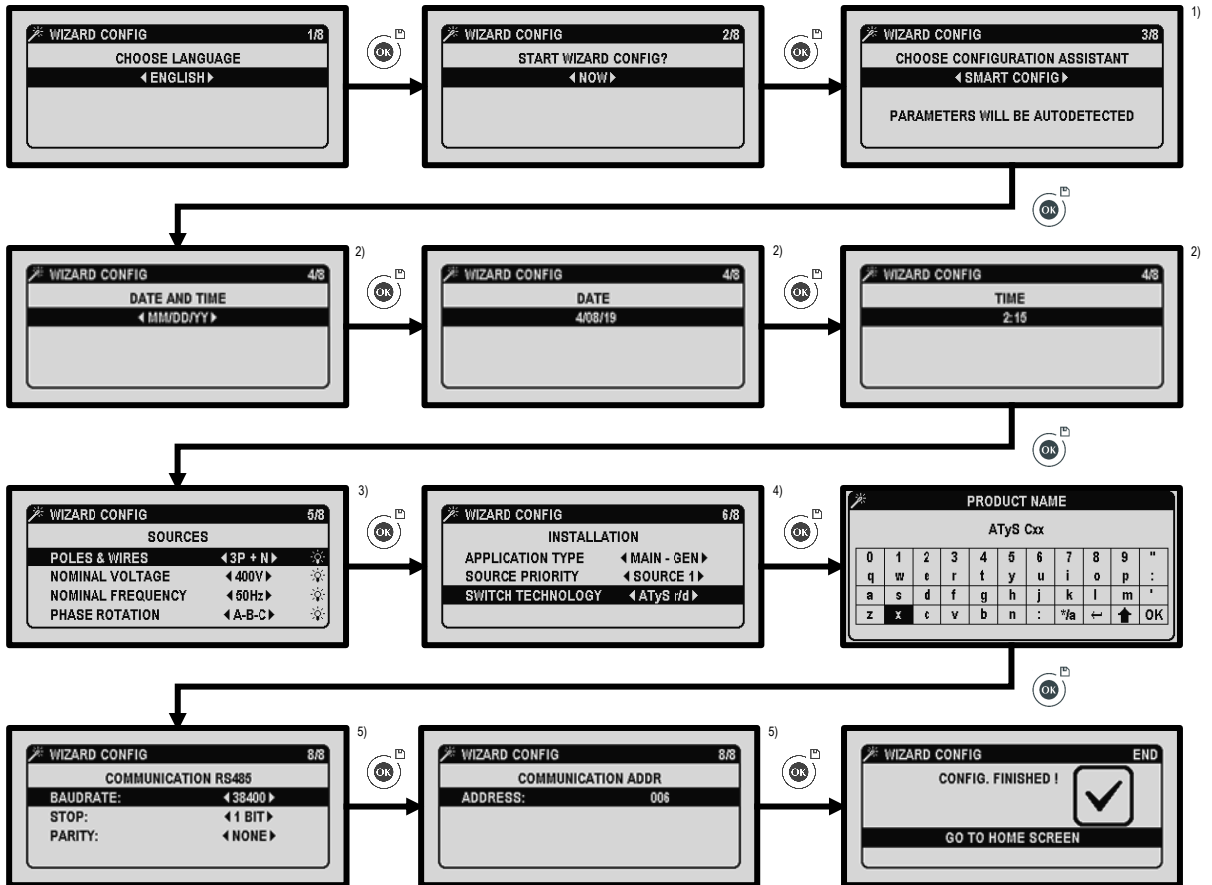 WIZARD CONFIG 1/8
CHOOSE LANGUAGE
ENGLISH
OK
WIZARD CONFIG 2/8
START WIZARD CONFIG?
NOW
OK
1)
WIZARD CONFIG 3/8
CHOOSE CONFIGURATION ASSISTANT
SMART CONFIG
PARAMETERS WILL BE AUTODETECTED
OK
2)
WIZARD CONFIG 4/8
DATE AND TIME
MM/DD/YY
OK
2)
WIZARD CONFIG 4/8
DATE
4/08/19
OK
2)
WIZARD CONFIG 4/8
TIME
2:15
OK
3)
WIZARD CONFIG 5/8
SOURCES
POLES & WIRES 3P + N
NOMINAL VOLTAGE 400V
NOMINAL FREQUENCY 50Hz
PHASE ROTATION A-B-C
OK
4)
WIZARD CONFIG 6/8
INSTALLATION
APPLICATION TYPE MAIN - GEN
SOURCE PRIORITY SOURCE 1
SWITCH TECHNOLOGY ATyS r/d
OK
PRODUCT NAME
ATyS Cxx
0 1 2 3 4 5 6 7 8 9 "
q w e r t y u i o p :
a s d f g h j k l m '
z x c v b n : */a ← ⬆ OK
OK
5)
WIZARD CONFIG 8/8
COMMUNICATION RS485
BAUDRATE: 38400
STOP: 1 BIT
PARITY: NONE
OK
5)
WIZARD CONFIG 8/8
COMMUNICATION ADDR
ADDRESS: 006
OK
WIZARD CONFIG END
CONFIG. FINISHED !
GO TO HOME SCREEN